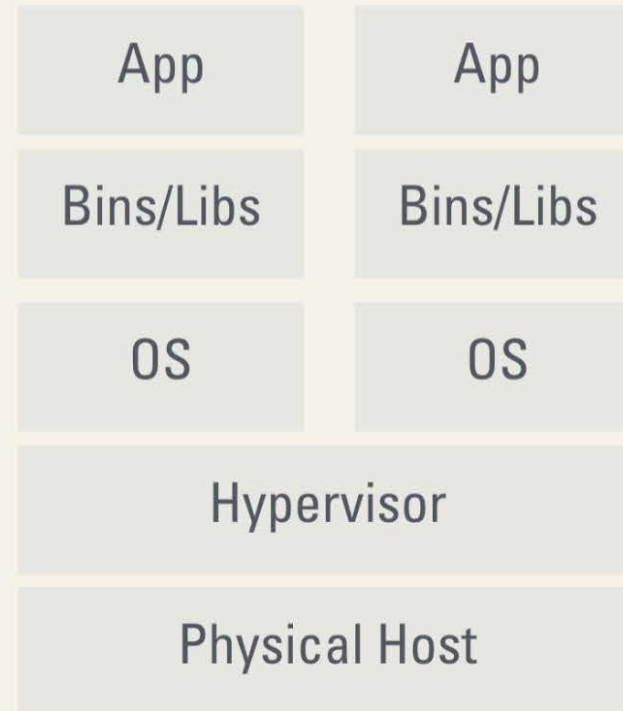 App App
Bins/Libs Bins/Libs
OS OS
Hypervisor
Physical Host